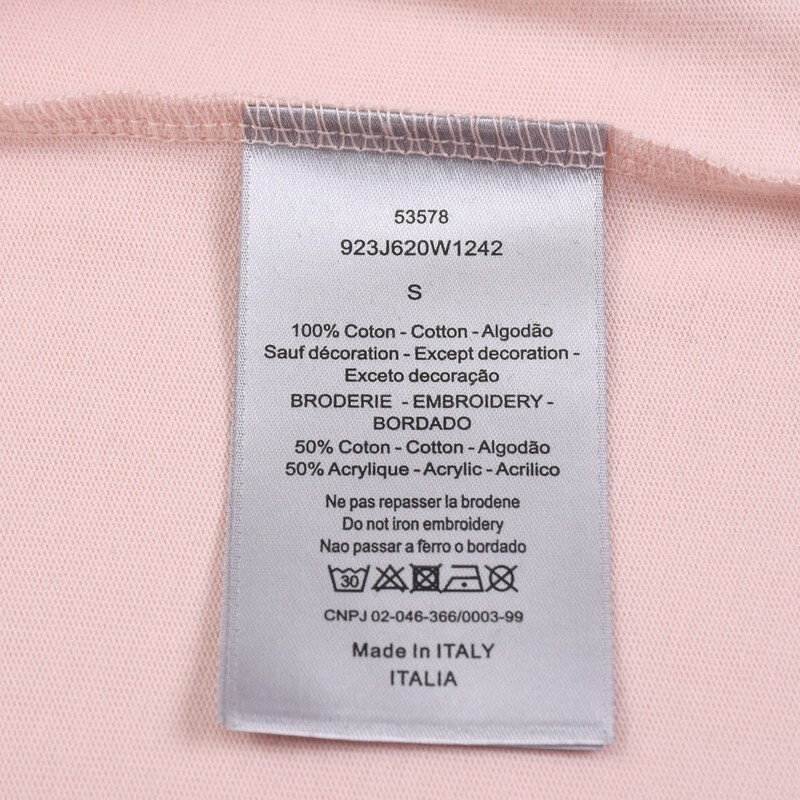 53578
923J620W1242
S
100% Coton - Cotton - Algodão
Sauf décoration - Except decoration -
Exceto decoração
BRODERIE - EMBROIDERY -
BORDADO
50% Coton - Cotton - Algodão
50% Acrylique - Acrylic - Acrilico
Ne pas repasser la brodene
Do not iron embroidery
Nao passar a ferro o bordado
30
CNPJ 02-046-366/0003-99
Made In ITALY
ITALIA